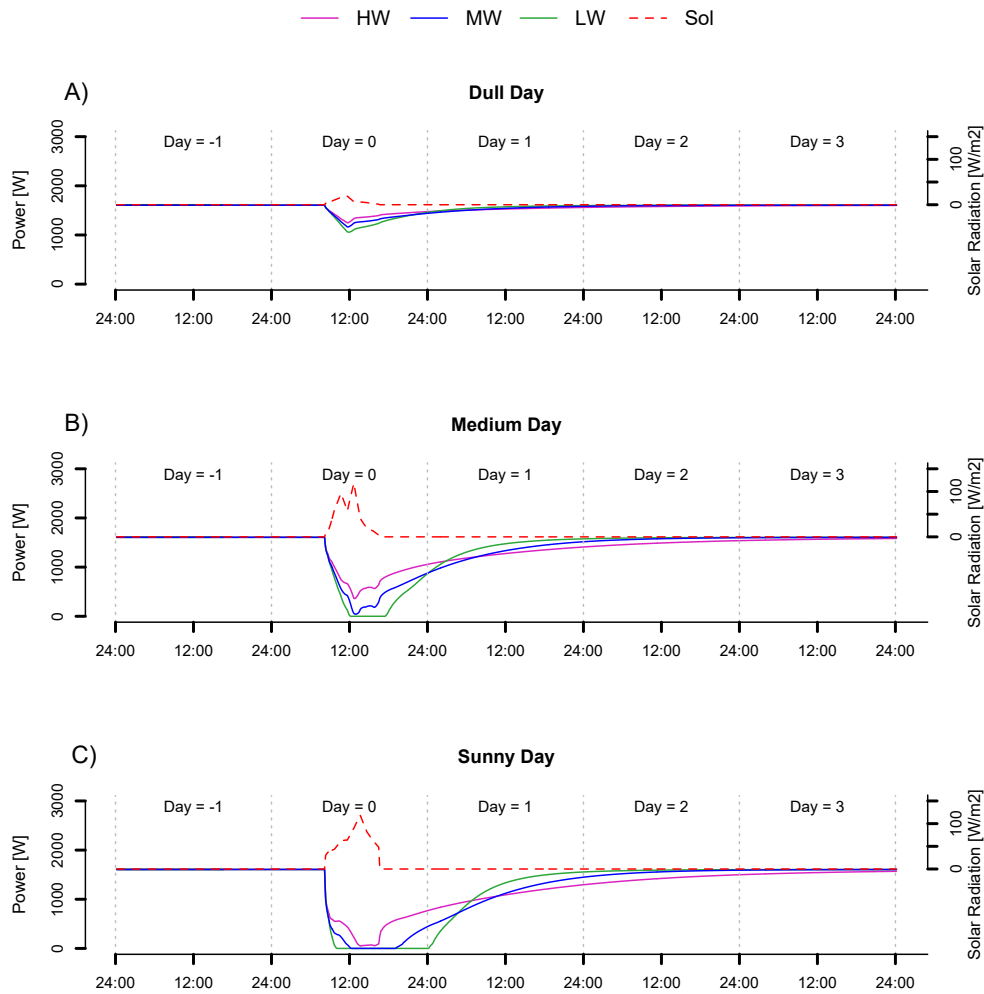 HW MW LW Sol
A)
Dull Day
Day = -1 Day = 0 Day = 1 Day = 2 Day = 3
Power [W]
0 1000 2000 3000
Solar Radiation [W/m2]
0 100
24:00 12:00 24:00 12:00 24:00 12:00 24:00 12:00 24:00 12:00 24:00
B)
Medium Day
Day = -1 Day = 0 Day = 1 Day = 2 Day = 3
Power [W]
0 1000 2000 3000
Solar Radiation [W/m2]
0 100
24:00 12:00 24:00 12:00 24:00 12:00 24:00 12:00 24:00 12:00 24:00
C)
Sunny Day
Day = -1 Day = 0 Day = 1 Day = 2 Day = 3
Power [W]
0 1000 2000 3000
Solar Radiation [W/m2]
0 100
24:00 12:00 24:00 12:00 24:00 12:00 24:00 12:00 24:00 12:00 24:00